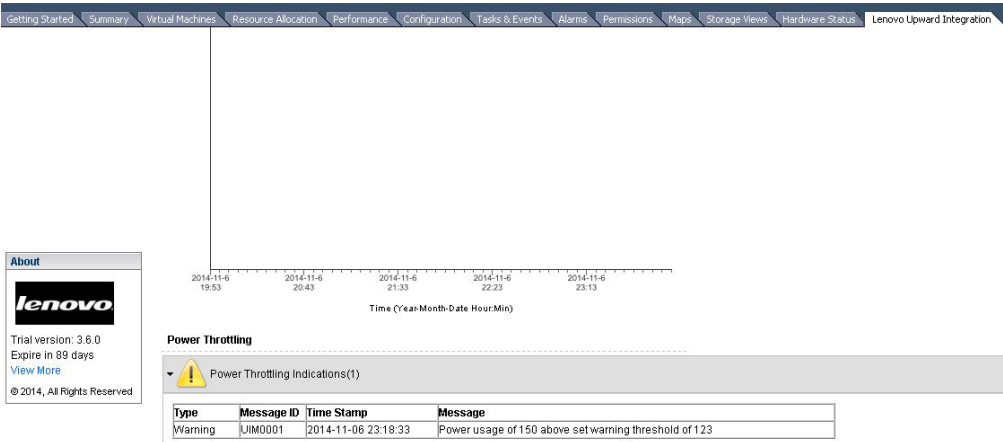 Getting Started Summary Virtual Machines Resource Allocation Performance Configuration Tasks & Events Alarms Permissions Maps Storage Views Hardware Status Lenovo Upward Integration
2014-11-6 2014-11-6 2014-11-6 2014-11-6 2014-11-6
19:53 20:43 21:33 22:23 23:13
Time (Year-Month-Date Hour:Min)
About
lenovo
Trial version: 3.6.0
Expire in 89 days
View More
© 2014, All Rights Reserved
Power Throttling
Power Throttling Indications(1)
Type Message ID Time Stamp Message
Warning UIM0001 2014-11-06 23:18:33 Power usage of 150 above set warning threshold of 123